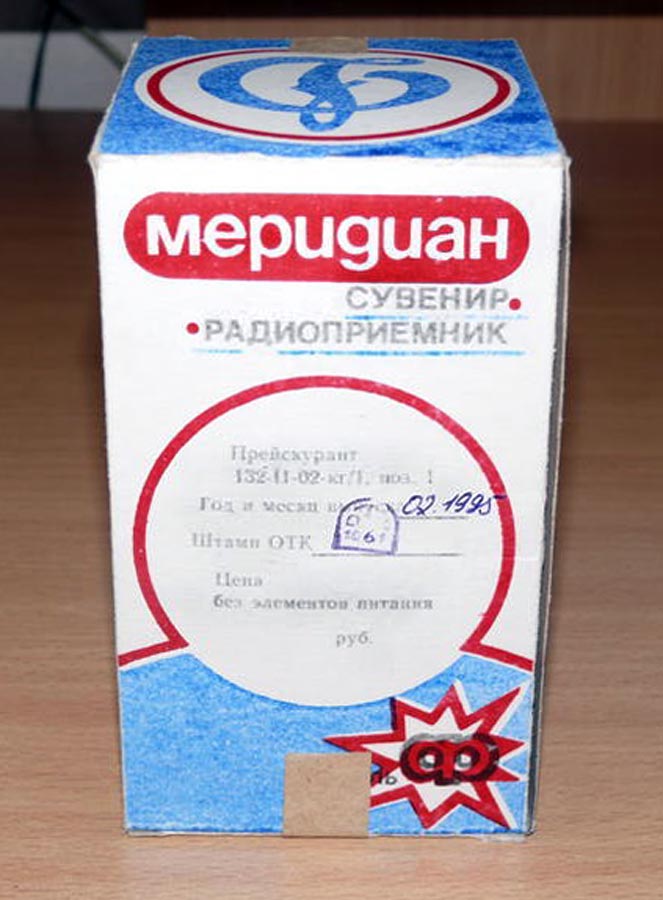 мериdиан
СУВЕНИР
РАДИОПРИЕМНИК
Прейскурант
132-11-02-кг/1, поз. 1
Год и месяц 02.1995
Штамп ОТК
Цена
без элементов питания
руб.